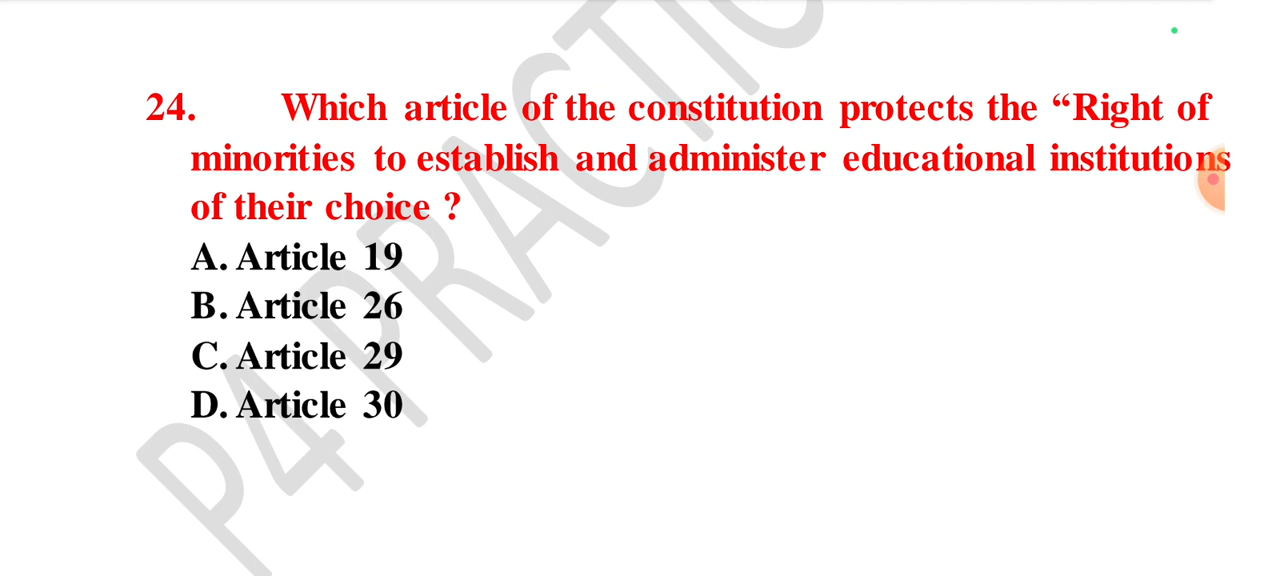 24. Which article of the constitution protects the “Right of
minorities to establish and administer educational institutions
of their choice ?
A. Article 19
B. Article 26
C. Article 29
D. Article 30
P4 PRACTIC